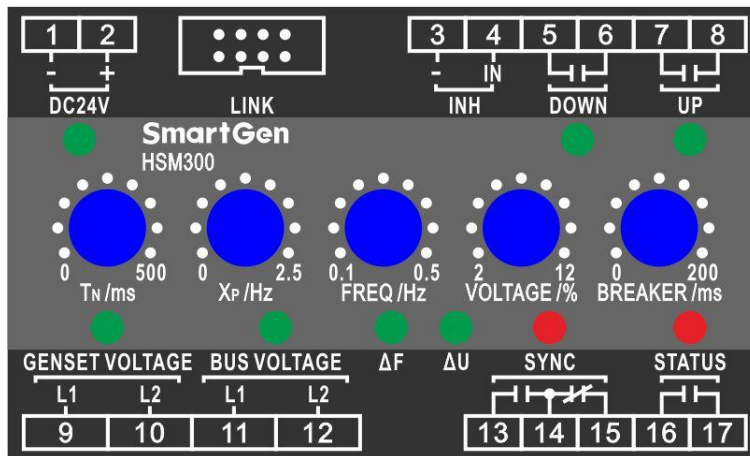 1 2 3 4 5 6 7 8
- + - IN
DC24V LINK INH DOWN UP
SmartGen
HSM300
0 500 0 2.5 0.1 0.5 2 12 0 200
TN /ms XP /Hz FREQ /Hz VOLTAGE /% BREAKER /ms
GENSET VOLTAGE BUS VOLTAGE ΔF ΔU SYNC STATUS
L1 L2 L1 L2
9 10 11 12 13 14 15 16 17